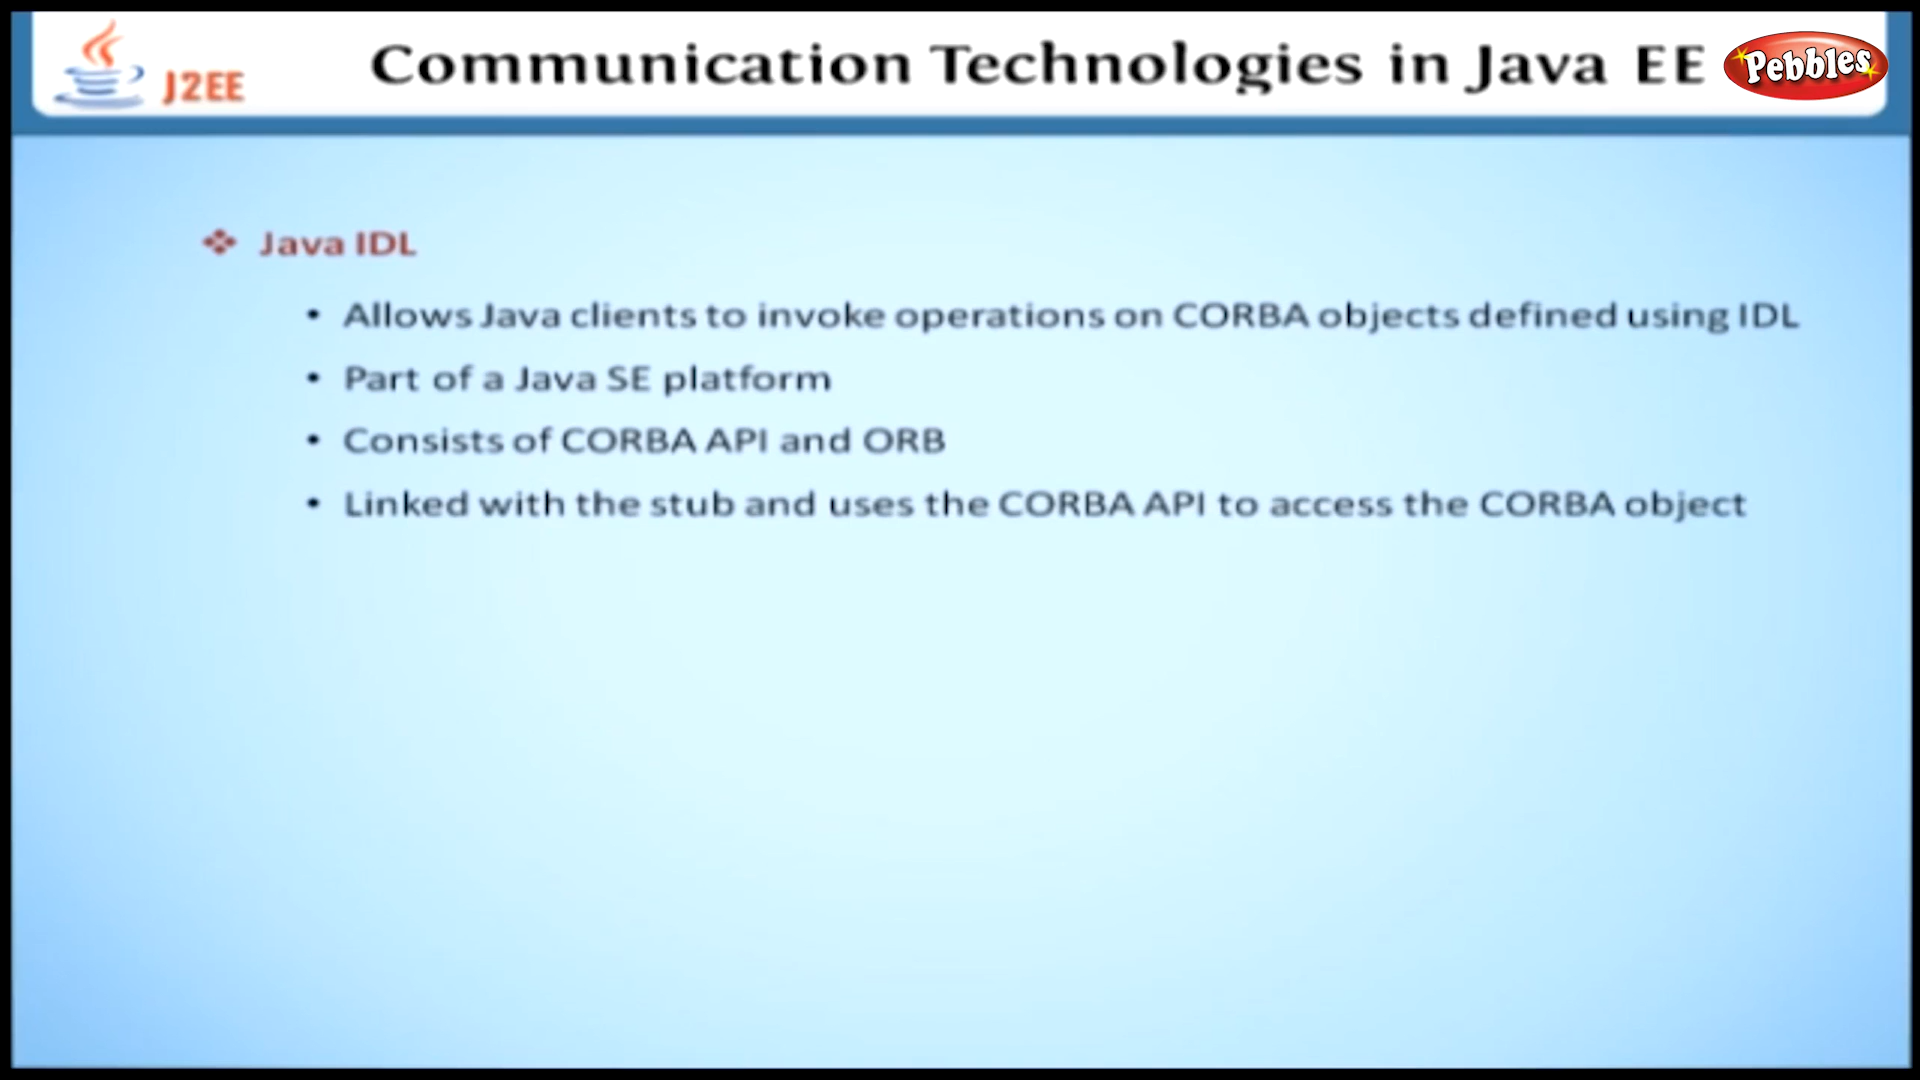 J2EE
Communication Technologies in Java EE
Pebbles
❖ Java IDL
• Allows Java clients to invoke operations on CORBA objects defined using IDL
• Part of a Java SE platform
• Consists of CORBA API and ORB
• Linked with the stub and uses the CORBA API to access the CORBA object